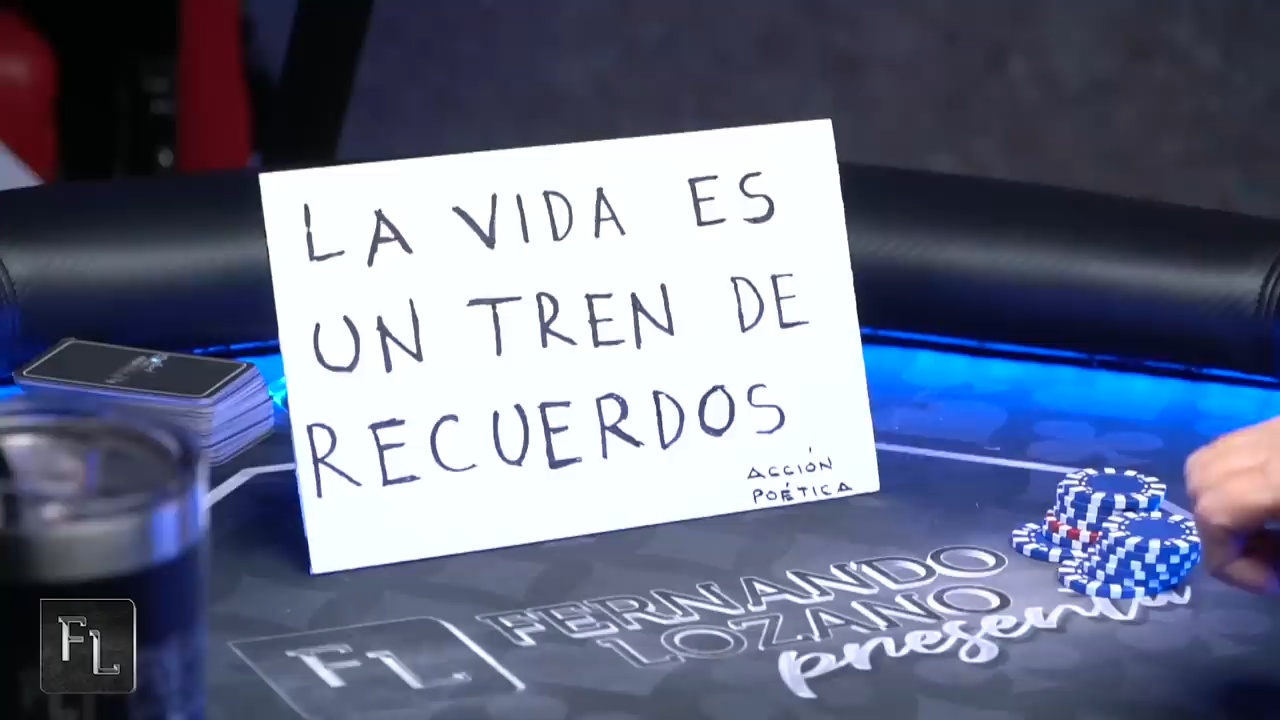 LA VIDA ES
UN TREN DE
RECUERDOS
ACCIÓN
POÉTICA
FL
FERNANDO
LOZANO
presenta
FL